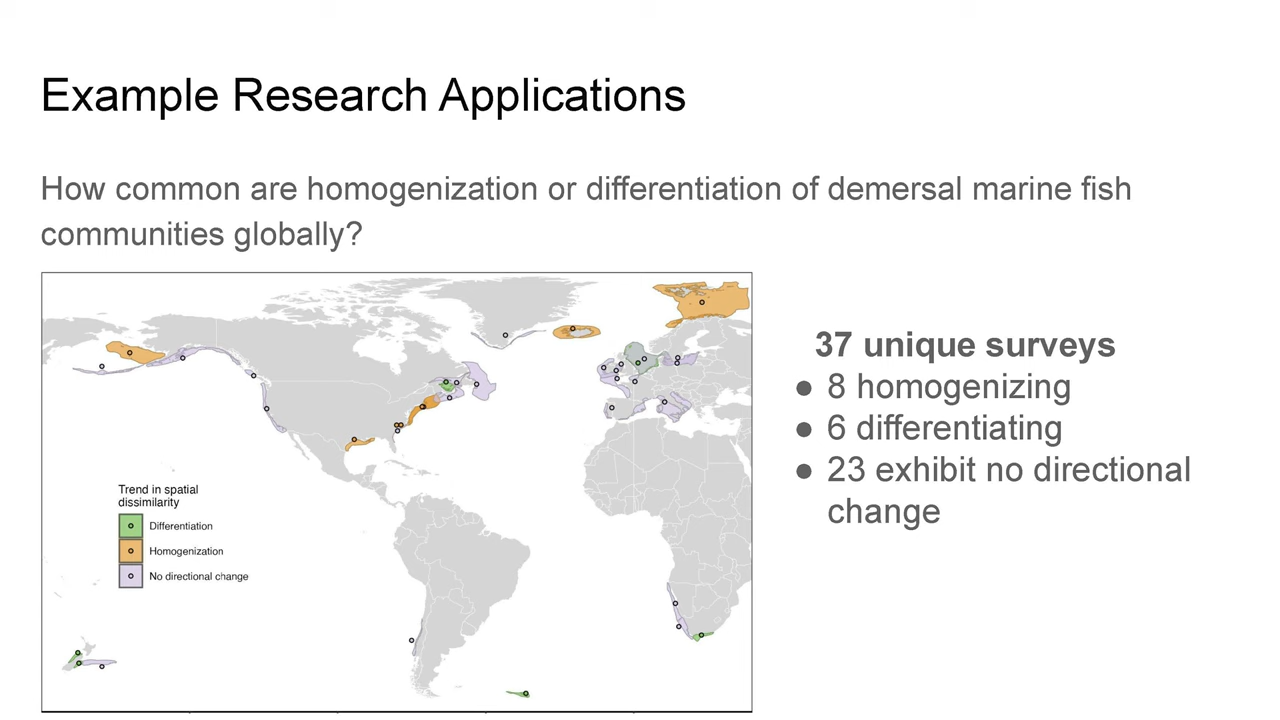 Example Research Applications
How common are homogenization or differentiation of demersal marine fish
communities globally?
Trend in spatial
dissimilarity
Differentiation
Homogenization
No directional change
37 unique surveys
● 8 homogenizing
● 6 differentiating
● 23 exhibit no directional
change